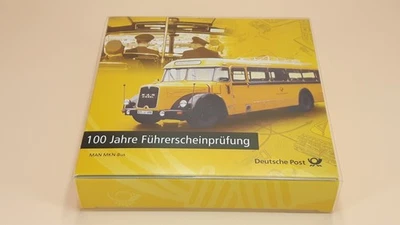 100 Jahre Führerscheinprüfung
MAN MKN-Bus
Deutsche Post